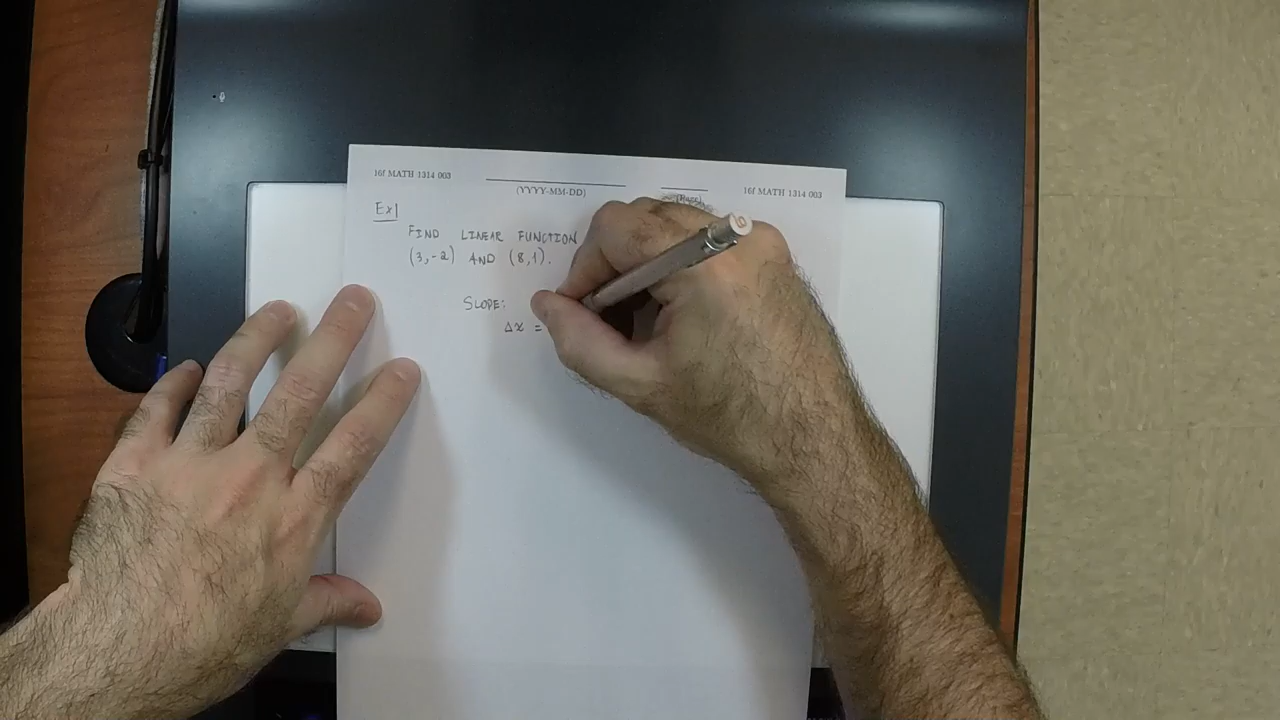 16f MATH 1314 003
(YYYY-MM-DD)
(Page)
16f MATH 1314 003
Ex1
FIND LINEAR FUNCTION
(3,-2) AND (8,1).
SLOPE:
Δx =